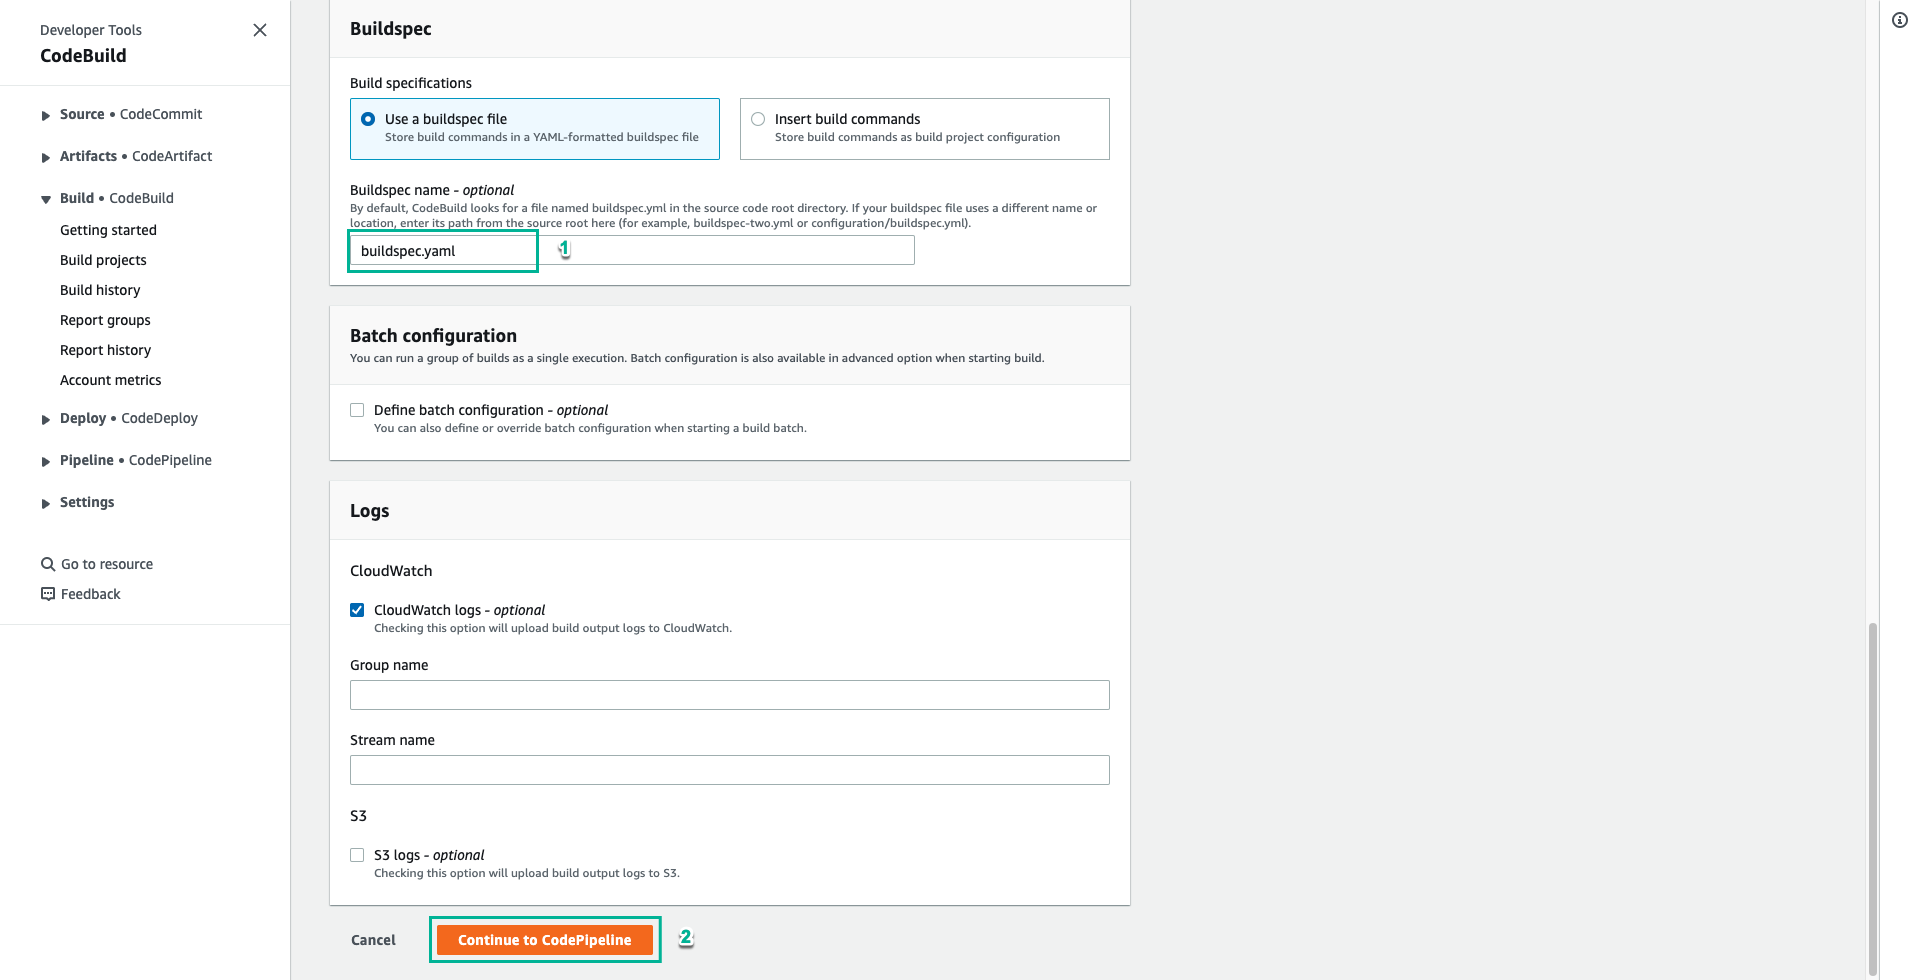 Developer Tools
CodeBuild
Source • CodeCommit
Artifacts • CodeArtifact
Build • CodeBuild
Getting started
Build projects
Build history
Report groups
Report history
Account metrics
Deploy • CodeDeploy
Pipeline • CodePipeline
Settings
Go to resource
Feedback
Buildspec
Build specifications
Use a buildspec file
Store build commands in a YAML-formatted buildspec file
Insert build commands
Store build commands as build project configuration
Buildspec name - optional
By default, CodeBuild looks for a file named buildspec.yml in the source code root directory. If your buildspec file uses a different name or
location, enter its path from the source root here (for example, buildspec-two.yml or configuration/buildspec.yml).
buildspec.yaml
1
Batch configuration
You can run a group of builds as a single execution. Batch configuration is also available in advanced option when starting build.
Define batch configuration - optional
You can also define or override batch configuration when starting a build batch.
Logs
CloudWatch
CloudWatch logs - optional
Checking this option will upload build output logs to CloudWatch.
Group name
Stream name
S3
S3 logs - optional
Checking this option will upload build output logs to S3.
Cancel
Continue to CodePipeline
2